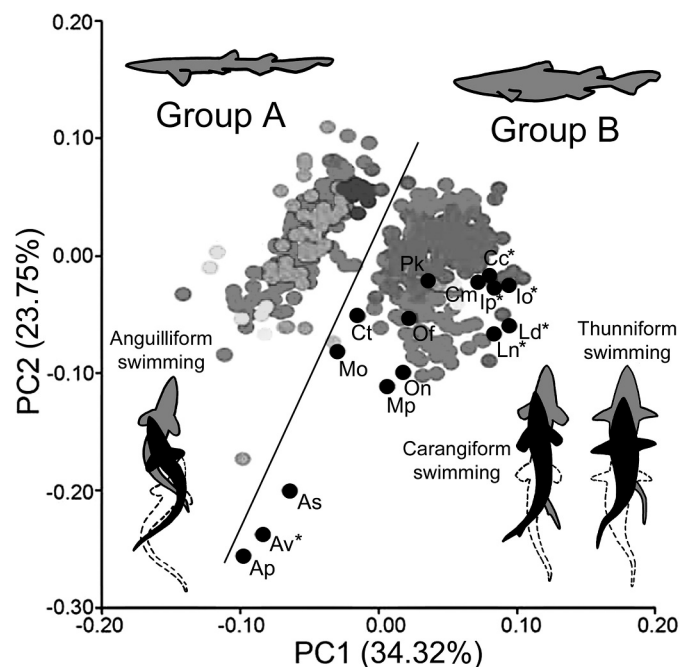 0.20
0.10
0.00
-0.10
-0.20
-0.30
PC2 (23.75%)
Group A
Group B
Pk
Cc*
Cm
Ip*
Io*
Ct
Of
Ld*
Ln*
Mo
On
Mp
As
Av*
Ap
Anguilliform
swimming
Thunniform
swimming
Carangiform
swimming
-0.20
-0.10
0.00
0.10
0.20
PC1 (34.32%)